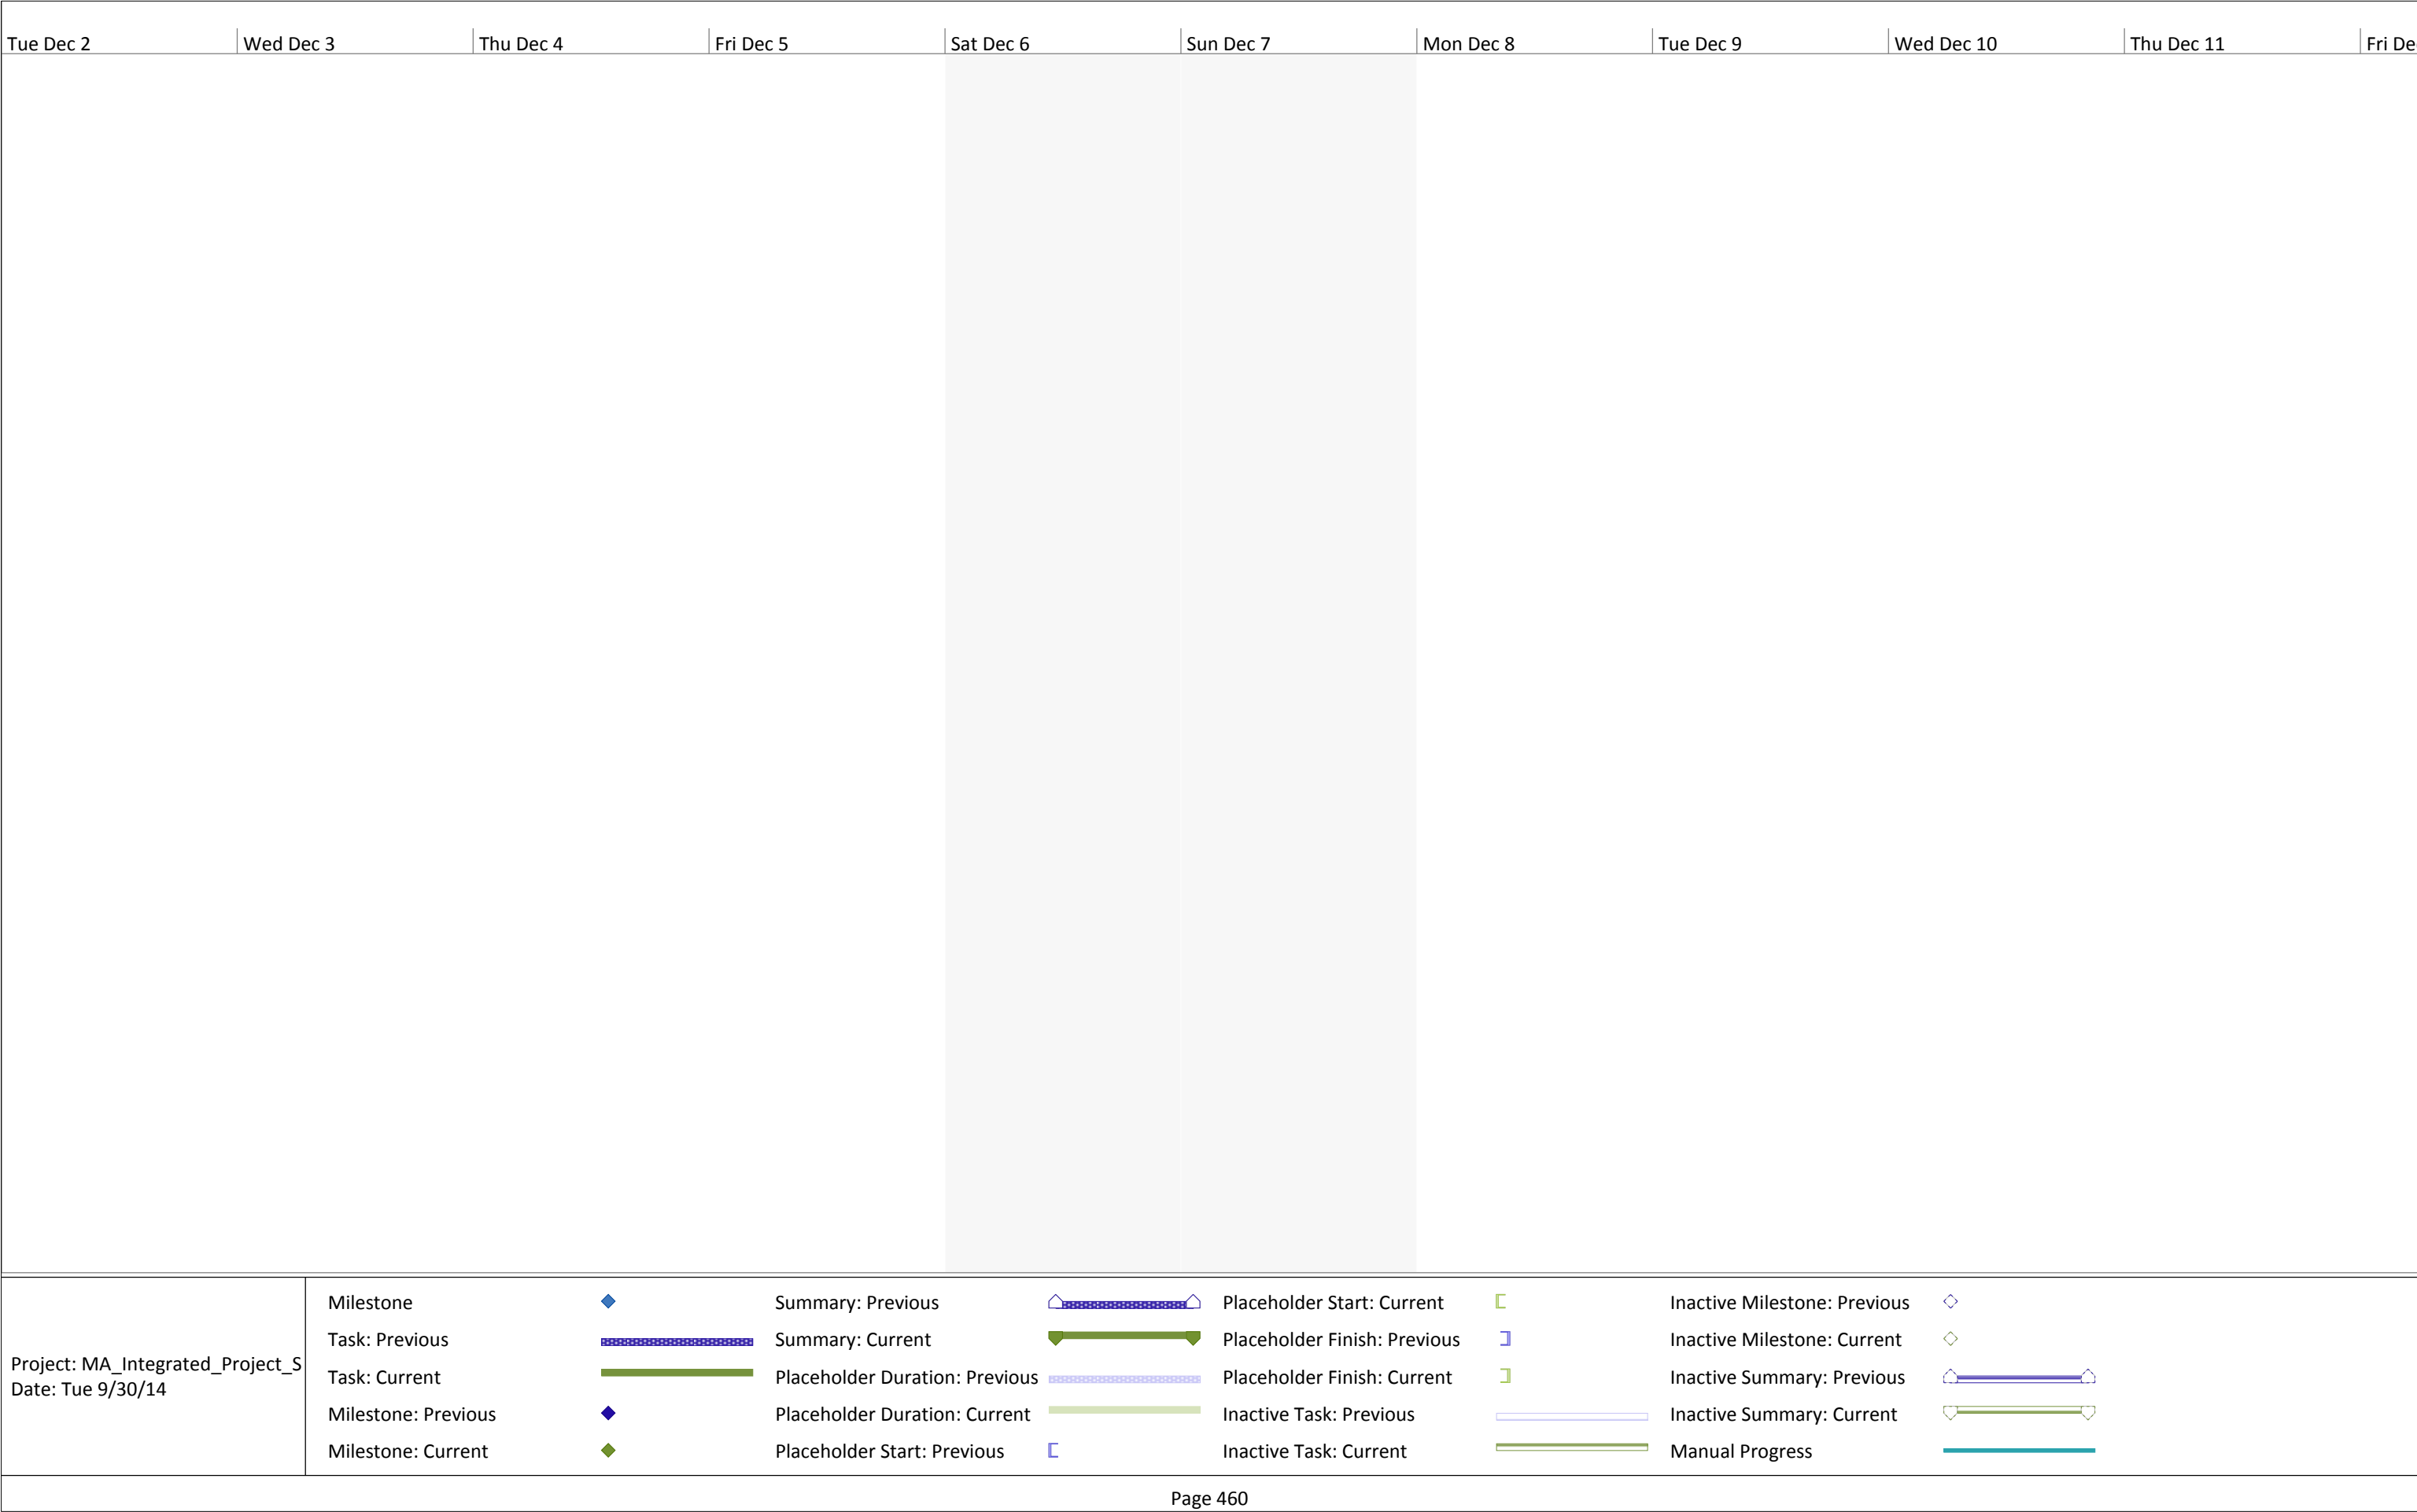 Tue Dec 2 Wed Dec 3 Thu Dec 4 Fri Dec 5 Sat Dec 6 Sun Dec 7 Mon Dec 8 Tue Dec 9 Wed Dec 10 Thu Dec 11 Fri De
Project: MA_Integrated_Project_S
Date: Tue 9/30/14
Milestone
Task: Previous
Task: Current
Milestone: Previous
Milestone: Current
Summary: Previous
Summary: Current
Placeholder Duration: Previous
Placeholder Duration: Current
Placeholder Start: Previous
Placeholder Start: Current
Placeholder Finish: Previous
Placeholder Finish: Current
Inactive Task: Previous
Inactive Task: Current
Inactive Milestone: Previous
Inactive Milestone: Current
Inactive Summary: Previous
Inactive Summary: Current
Manual Progress
Page 460